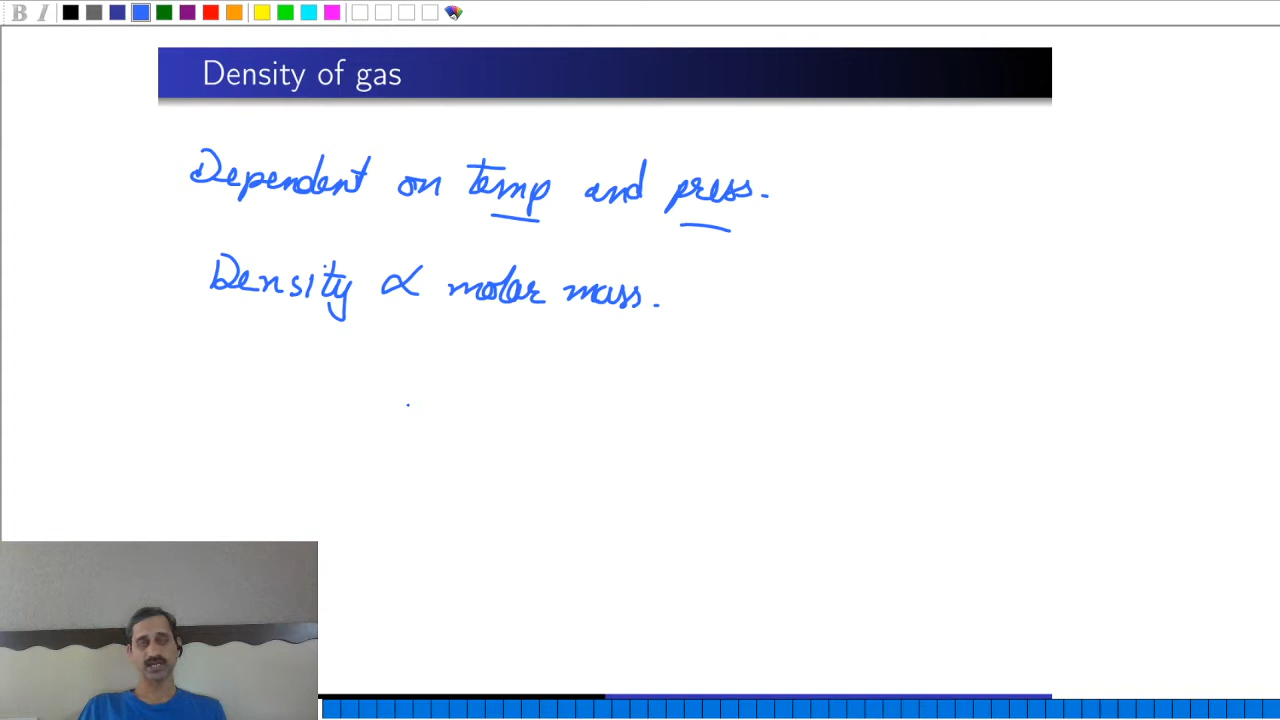 B I
Density of gas
Dependent on temp and press.
Density ∝ molar mass.